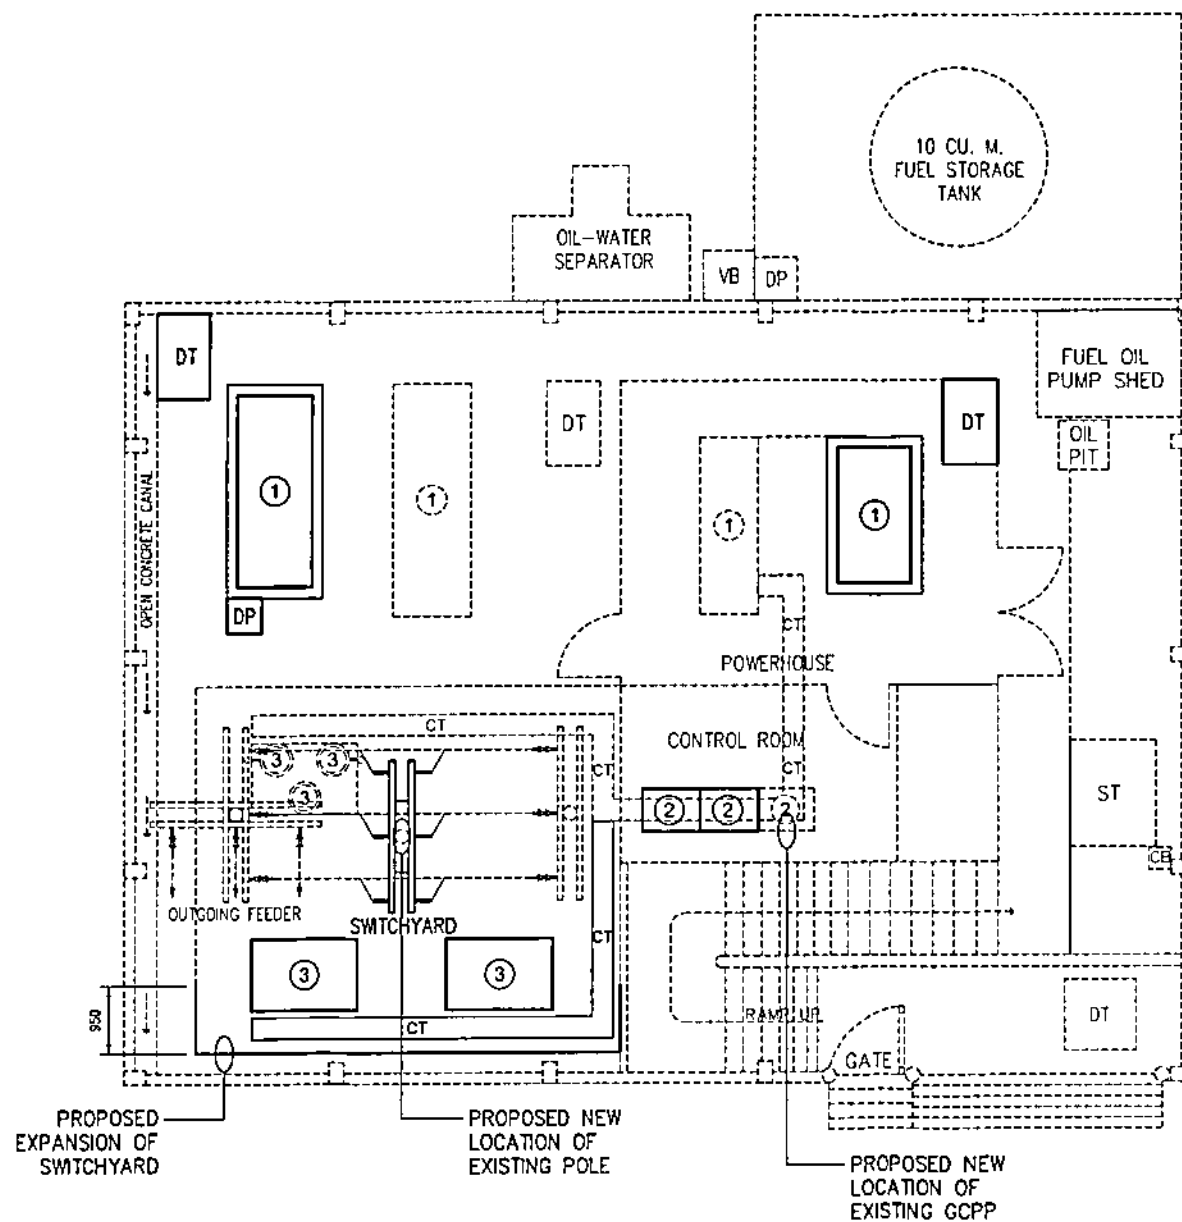 10 CU. M.
FUEL STORAGE
TANK
OIL-WATER
SEPARATOR
VB
DP
DT
FUEL OIL
PUMP SHED
DT
DT
OIL
PIT
OPEN CONCRETE CANAL
1
1
1
1
DP
CT
POWERHOUSE
CT
CONTROL ROOM
3
3
CT
CT
3
2
2
2
ST
CB
OUTGOING FEEDER
SWITCHYARD
CT
3
3
950
CT
RAMP UP
DT
GATE
PROPOSED
EXPANSION OF
SWITCHYARD
PROPOSED NEW
LOCATION OF
EXISTING POLE
PROPOSED NEW
LOCATION OF
EXISTING GCPP